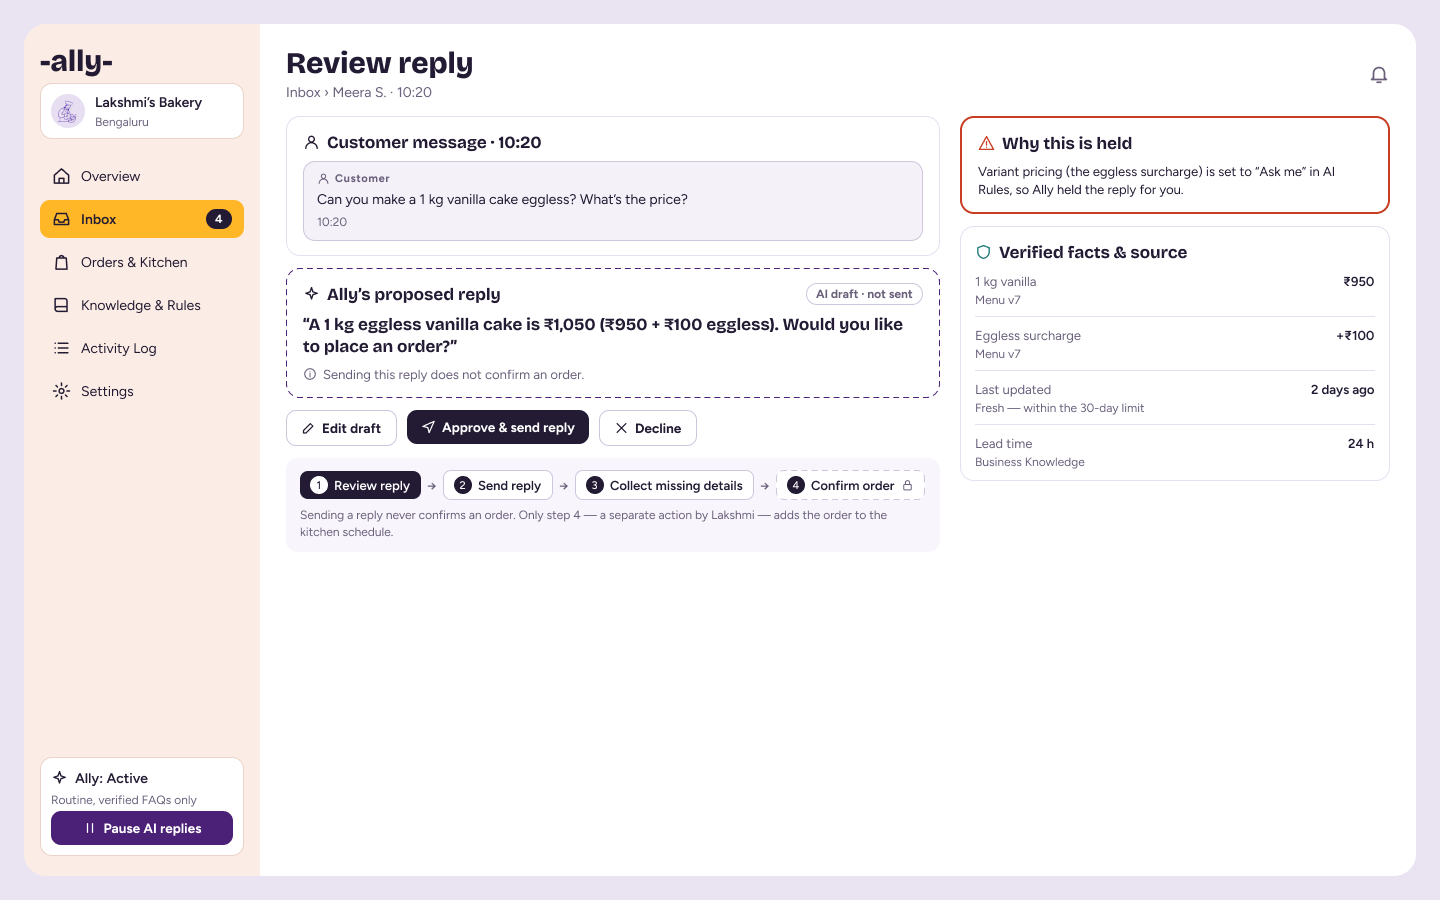 -ally-
Lakshmi’s Bakery
Bengaluru
Overview
Inbox 4
Orders & Kitchen
Knowledge & Rules
Activity Log
Settings
Ally: Active
Routine, verified FAQs only
Pause AI replies
Review reply
Inbox › Meera S. · 10:20
Customer message · 10:20
Customer
Can you make a 1 kg vanilla cake eggless? What’s the price?
10:20
Ally’s proposed reply AI draft · not sent
“A 1 kg eggless vanilla cake is ₹1,050 (₹950 + ₹100 eggless). Would you like
to place an order?”
Sending this reply does not confirm an order.
Edit draft Approve & send reply Decline
1 Review reply → 2 Send reply → 3 Collect missing details → 4 Confirm order
Sending a reply never confirms an order. Only step 4 — a separate action by Lakshmi — adds the order to the
kitchen schedule.
Why this is held
Variant pricing (the eggless surcharge) is set to “Ask me” in AI
Rules, so Ally held the reply for you.
Verified facts & source
1 kg vanilla ₹950
Menu v7
Eggless surcharge +₹100
Menu v7
Last updated 2 days ago
Fresh — within the 30-day limit
Lead time 24 h
Business Knowledge